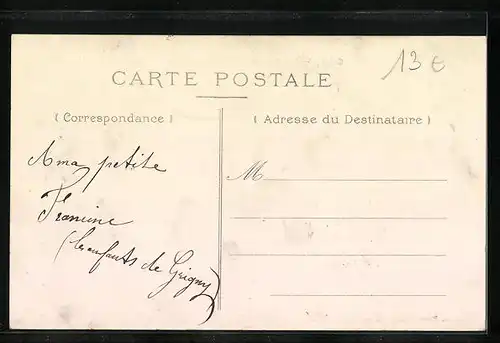 13 €
CARTE POSTALE
( Correspondance )
( Adresse du Destinataire )
A ma petite
Francine
(les enfants de Grigny)
M